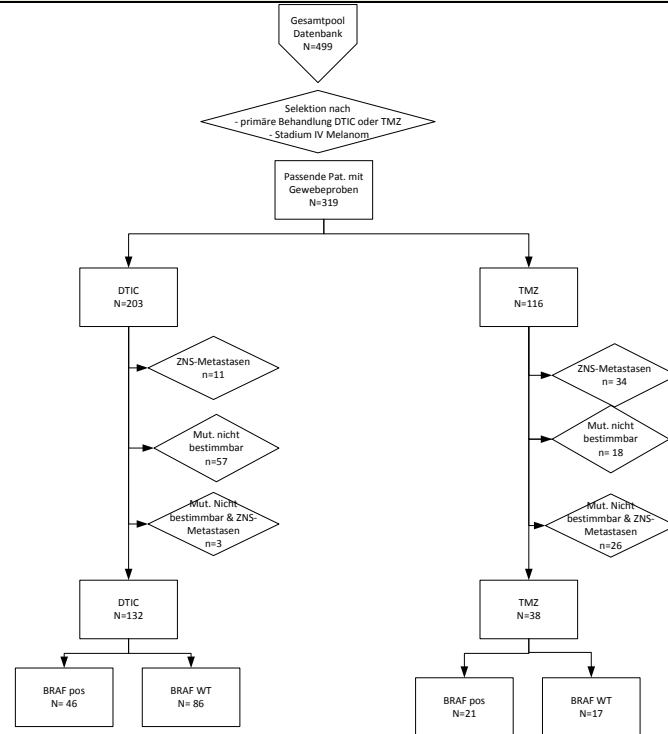 Gesamtpool
Datenbank
N=499
Selektion nach
- primäre Behandlung DTIC oder TMZ
- Stadium IV Melanom
Passende Pat. mit
Gewebeproben
N=319
DTIC
N=203
TMZ
N=116
ZNS-Metastasen
n=11
ZNS-Metastasen
n= 34
Mut. nicht
bestimmbar
n=57
Mut. nicht
bestimmbar
n= 18
Mut. Nicht
bestimmbar & ZNS-
Metastasen
n=3
Mut. Nicht
bestimmbar & ZNS-
Metastasen
n=26
DTIC
N=132
TMZ
N=38
BRAF pos
N= 46
BRAF WT
N= 86
BRAF pos
N=21
BRAF WT
N=17